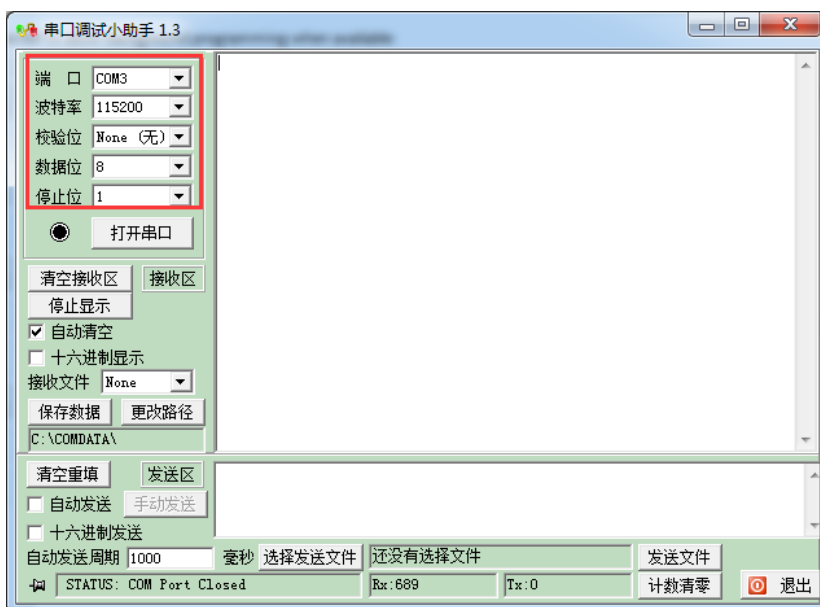 串口调试小助手 1.3
端 口 COM3
波特率 115200
校验位 None (无)
数据位 8
停止位 1
打开串口
清空接收区 接收区
停止显示
自动清空
十六进制显示
接收文件 None
保存数据 更改路径
C:\COMDATA\
清空重填 发送区
自动发送 手动发送
十六进制发送
自动发送周期 1000 毫秒 选择发送文件 还没有选择文件 发送文件
STATUS: COM Port Closed Rx:689 Tx:0 计数清零 退出